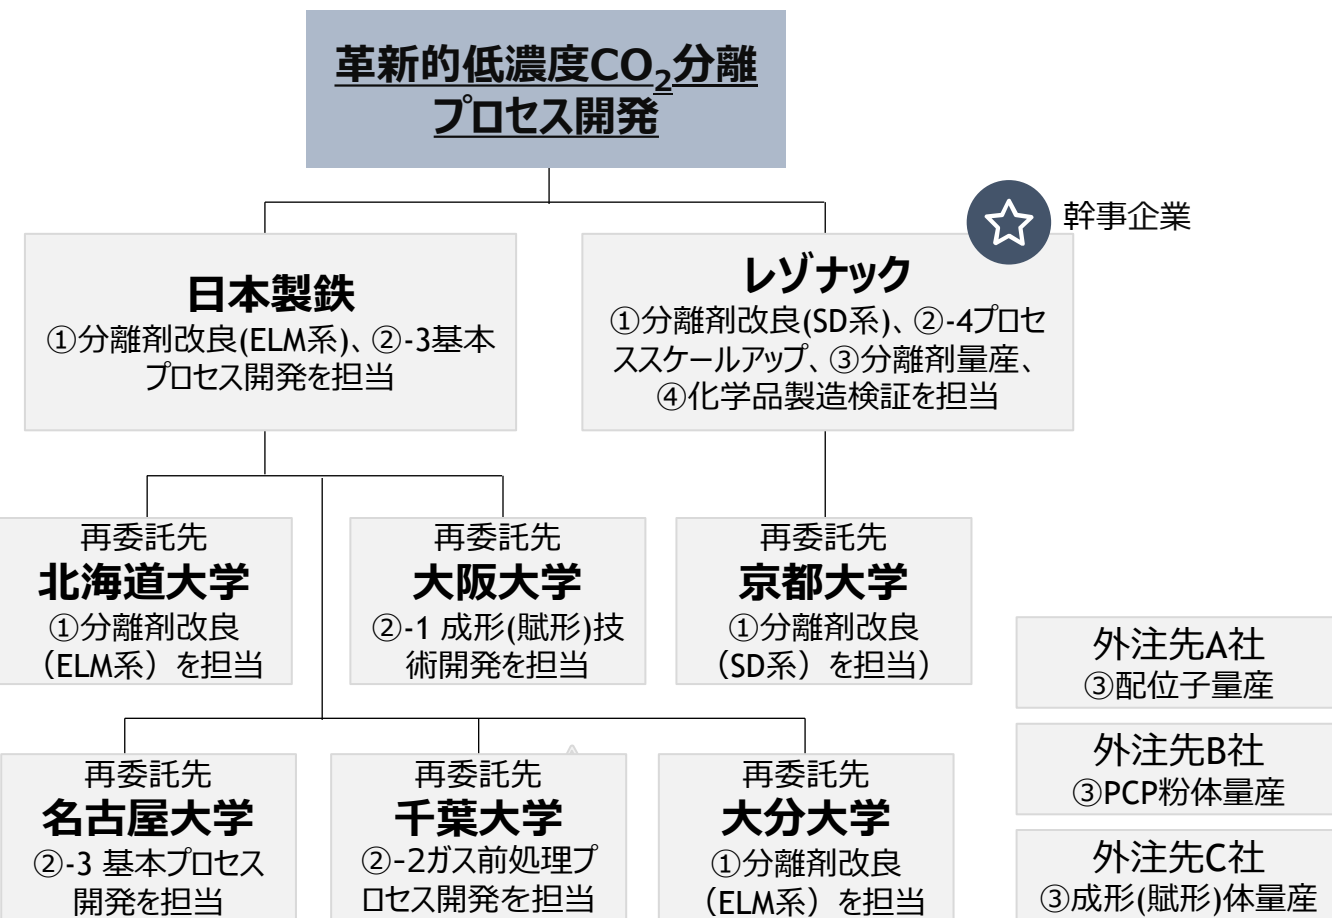 革新的低濃度CO₂分離
プロセス開発
幹事企業
日本製鉄
①分離剤改良(ELM系)、②-3基本
プロセス開発を担当
レゾナック
①分離剤改良(SD系)、②-4プロセ
ススケールアップ、③分離剤量産、
④化学品製造検証を担当
再委託先
北海道大学
①分離剤改良
（ELM系）を担当
再委託先
大阪大学
②-1 成形(賦形)技
術開発を担当
再委託先
京都大学
①分離剤改良
（SD系）を担当）
外注先A社
③配位子量産
外注先B社
③PCP粉体量産
外注先C社
③成形(賦形)体量産
再委託先
名古屋大学
②-3 基本プロセス
開発を担当
再委託先
千葉大学
②-2ガス前処理プ
ロセス開発を担当
再委託先
大分大学
①分離剤改良
（ELM系）を担当